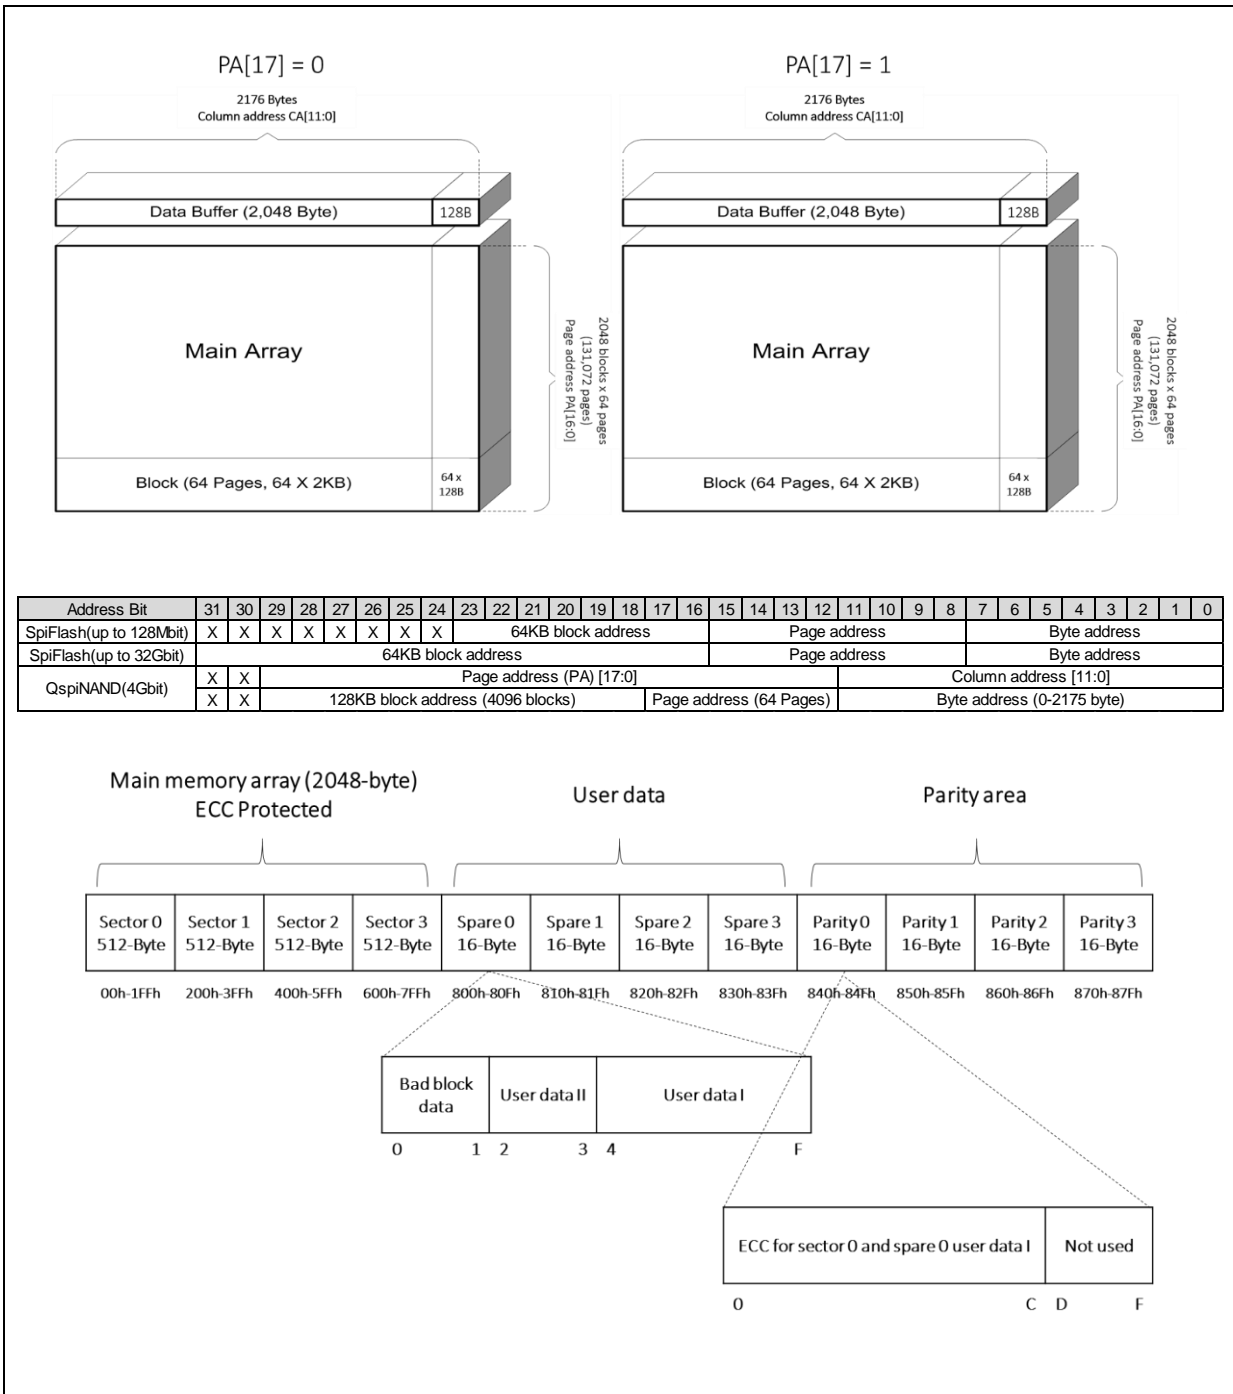 PA[17] = 0
PA[17] = 1
2176 Bytes
Column address CA[11:0]
2176 Bytes
Column address CA[11:0]
Data Buffer (2,048 Byte)
128B
Data Buffer (2,048 Byte)
128B
Main Array
2048 blocks x 64 pages
(131,072 pages)
Page address PA[16:0]
Main Array
2048 blocks x 64 pages
(131,072 pages)
Page address PA[16:0]
Block (64 Pages, 64 X 2KB)
64 x
128B
Block (64 Pages, 64 X 2KB)
64 x
128B
Address Bit 31 30 29 28 27 26 25 24 23 22 21 20 19 18 17 16 15 14 13 12 11 10 9 8 7 6 5 4 3 2 1 0
SpiFlash(up to 128Mbit) X X X X X X X X 64KB block address Page address Byte address
SpiFlash(up to 32Gbit) 64KB block address Page address Byte address
QspiNAND(4Gbit)
X X Page address (PA) [17:0] Column address [11:0]
X X 128KB block address (4096 blocks) Page address (64 Pages) Byte address (0-2175 byte)
Main memory array (2048-byte)
ECC Protected
User data
Parity area
Sector 0 Sector 1 Sector 2 Sector 3 Spare 0 Spare 1 Spare 2 Spare 3 Parity 0 Parity 1 Parity 2 Parity 3
512-Byte 512-Byte 512-Byte 512-Byte 16-Byte 16-Byte 16-Byte 16-Byte 16-Byte 16-Byte 16-Byte 16-Byte
00h-1FFh 200h-3FFh 400h-5FFh 600h-7FFh 800h-80Fh 810h-81Fh 820h-82Fh 830h-83Fh 840h-84Fh 850h-85Fh 860h-86Fh 870h-87Fh
Bad block
data
User data II
User data I
0 1 2 3 4 F
ECC for sector 0 and spare 0 user data I
Not used
0 C D F